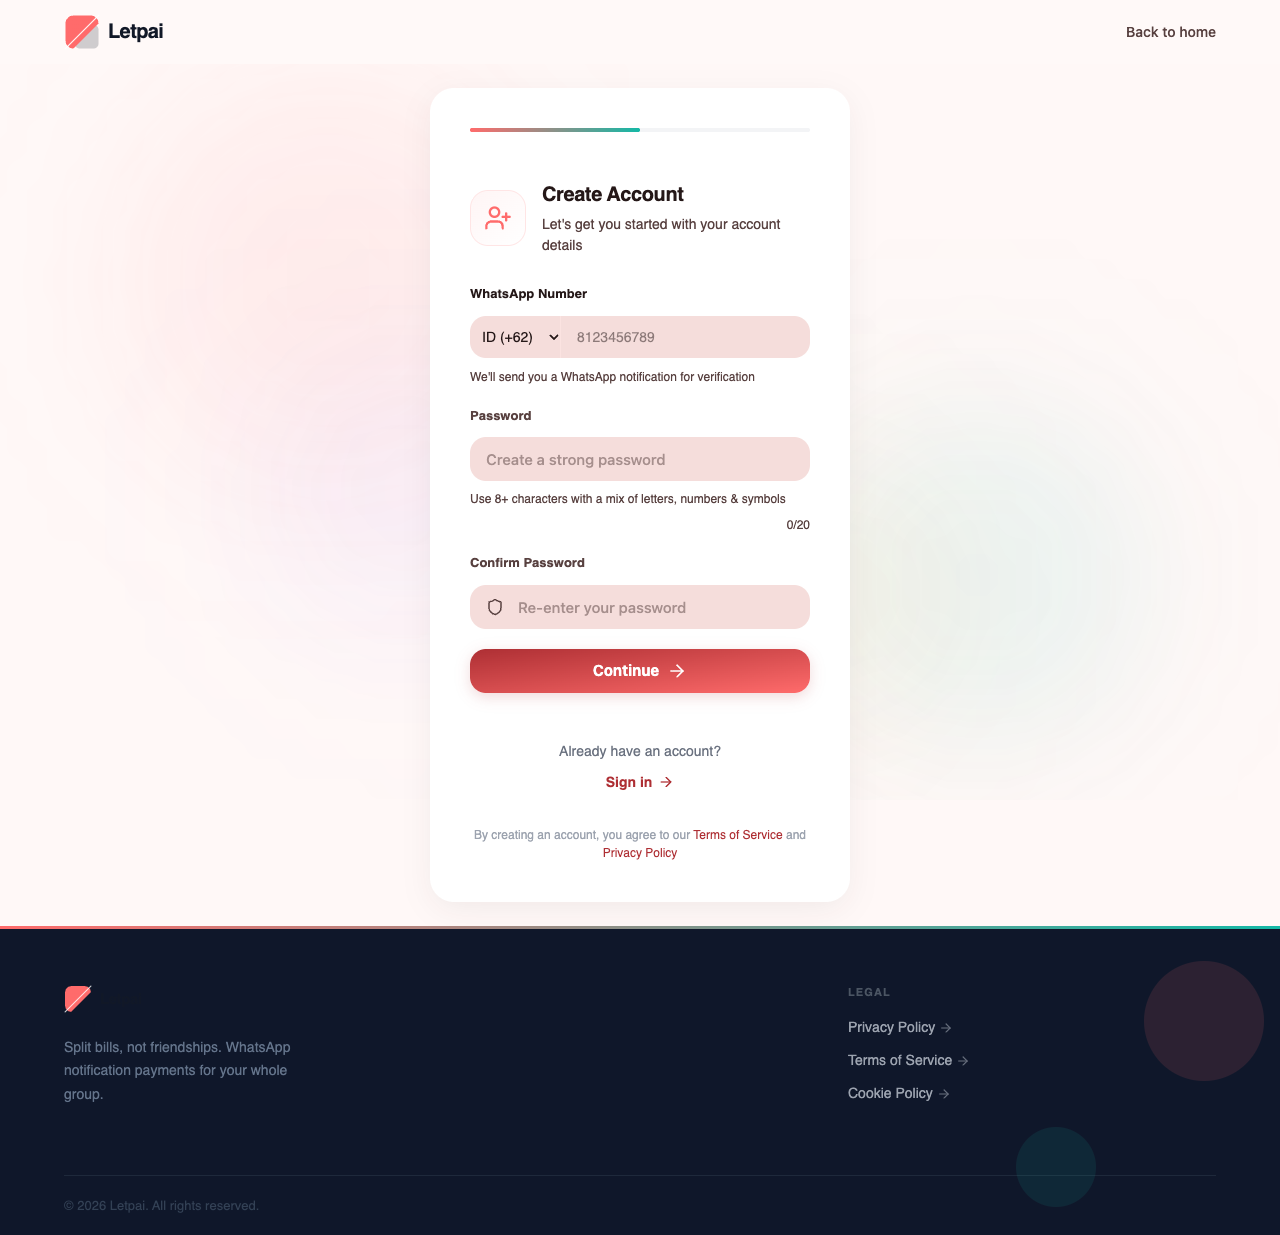 Letpai
Back to home
Create Account
Let's get you started with your account
details
WhatsApp Number
ID (+62)
8123456789
We'll send you a WhatsApp notification for verification
Password
Create a strong password
Use 8+ characters with a mix of letters, numbers & symbols
0/20
Confirm Password
Re-enter your password
Continue
Already have an account?
Sign in
By creating an account, you agree to our Terms of Service and
Privacy Policy
Split bills, not friendships. WhatsApp
notification payments for your whole
group.
LEGAL
Privacy Policy
Terms of Service
Cookie Policy
© 2026 Letpai. All rights reserved.